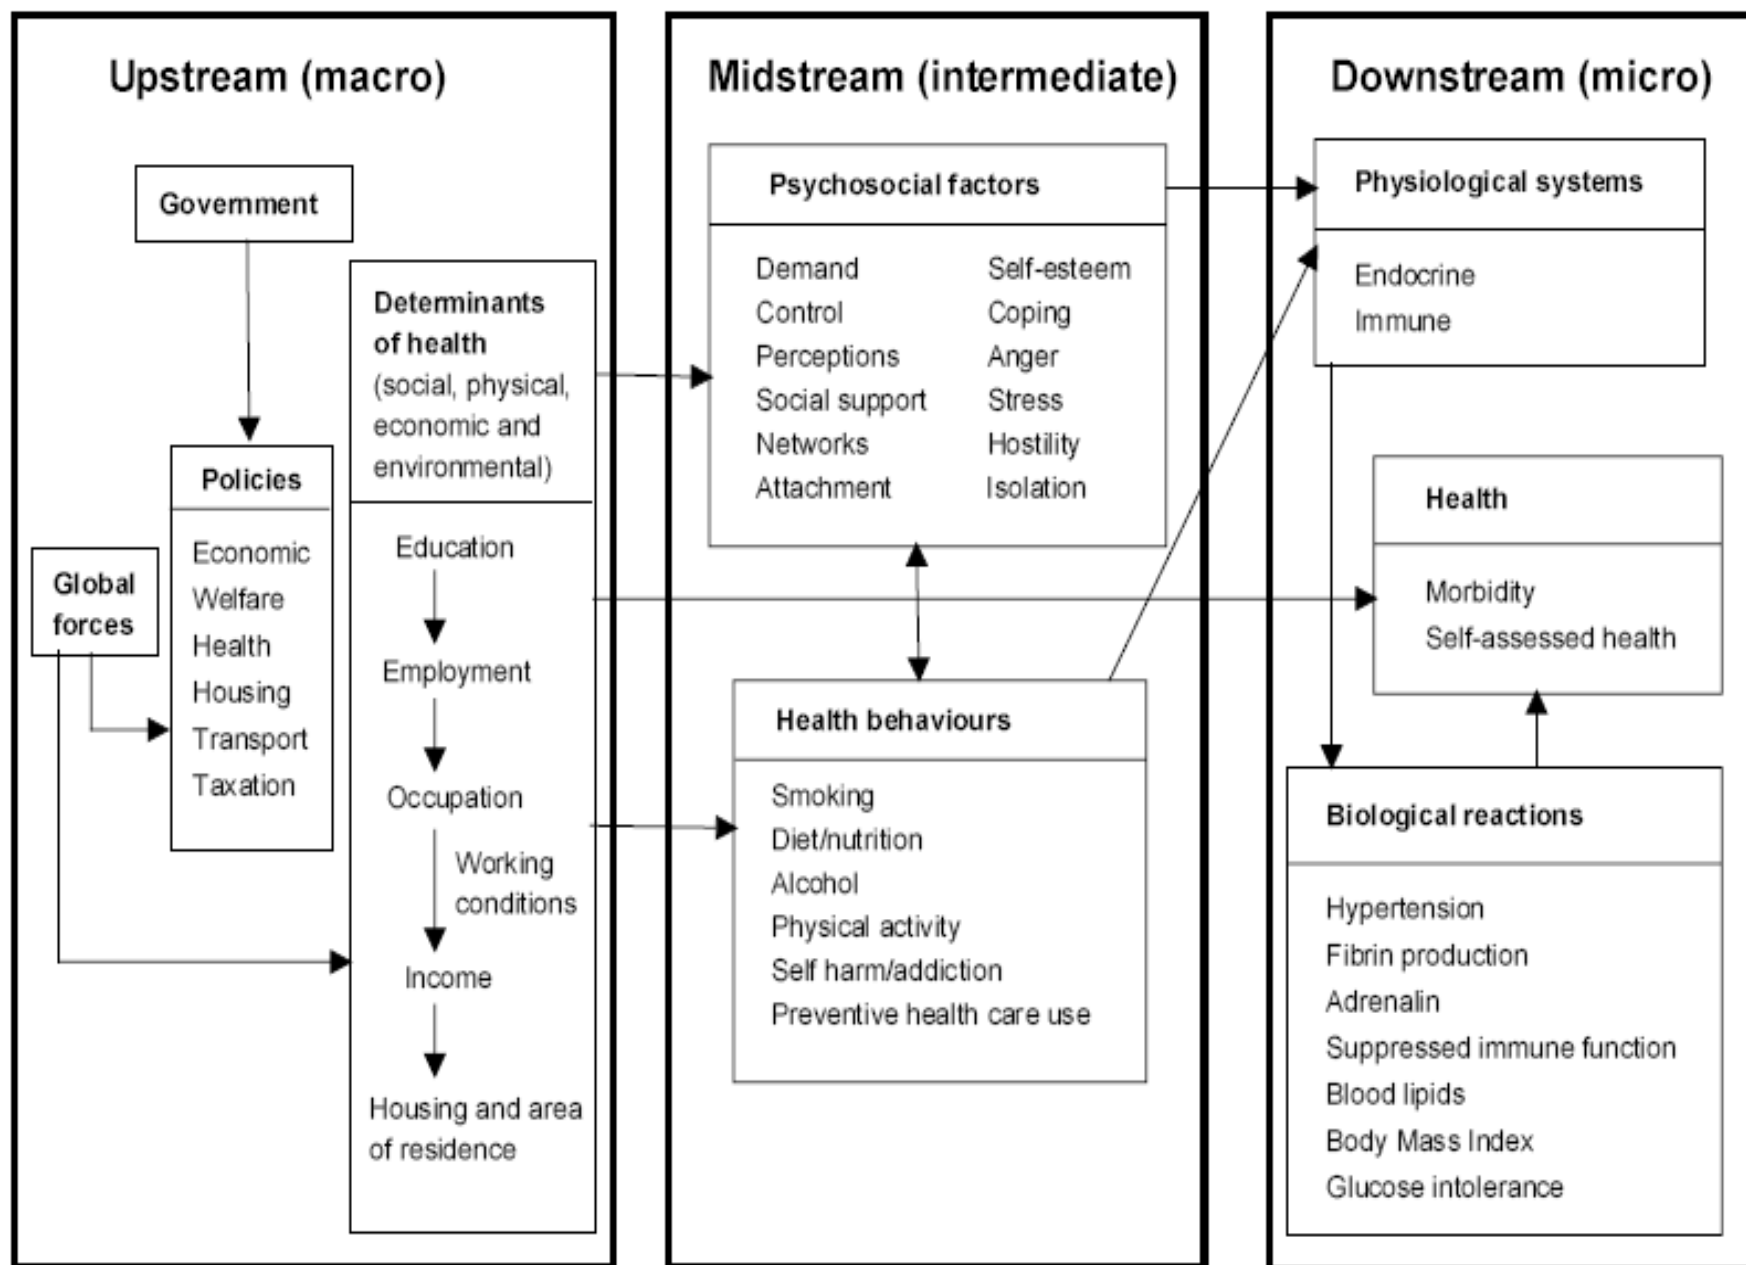 Upstream (macro)
Government
Global
forces
Policies
Economic
Welfare
Health
Housing
Transport
Taxation
Determinants
of health
(social, physical,
economic and
environmental)
Education
Employment
Occupation
Working
conditions
Income
Housing and area
of residence
Midstream (intermediate)
Psychosocial factors
Demand
Control
Perceptions
Social support
Networks
Attachment
Self-esteem
Coping
Anger
Stress
Hostility
Isolation
Health behaviours
Smoking
Diet/nutrition
Alcohol
Physical activity
Self harm/addiction
Preventive health care use
Downstream (micro)
Physiological systems
Endocrine
Immune
Health
Morbidity
Self-assessed health
Biological reactions
Hypertension
Fibrin production
Adrenalin
Suppressed immune function
Blood lipids
Body Mass Index
Glucose intolerance